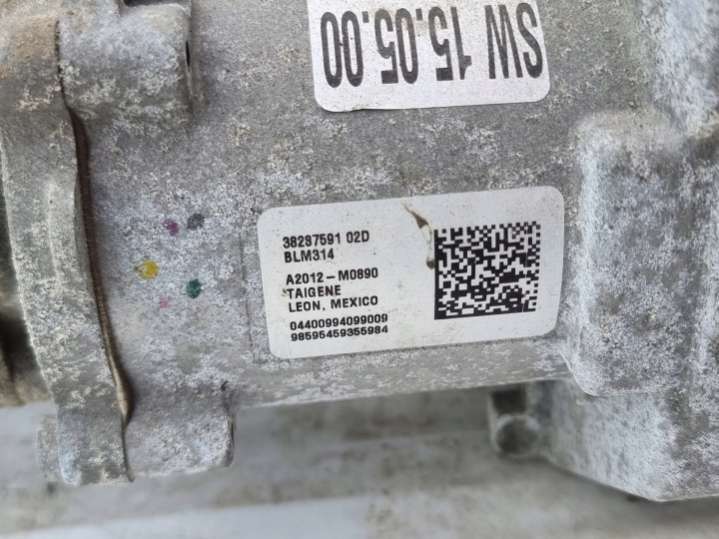 SW 15.05.00
38287591 02D
BLM314
A2012-M0890
TAIGENE
LEON, MEXICO
04400994099009
98595459355984